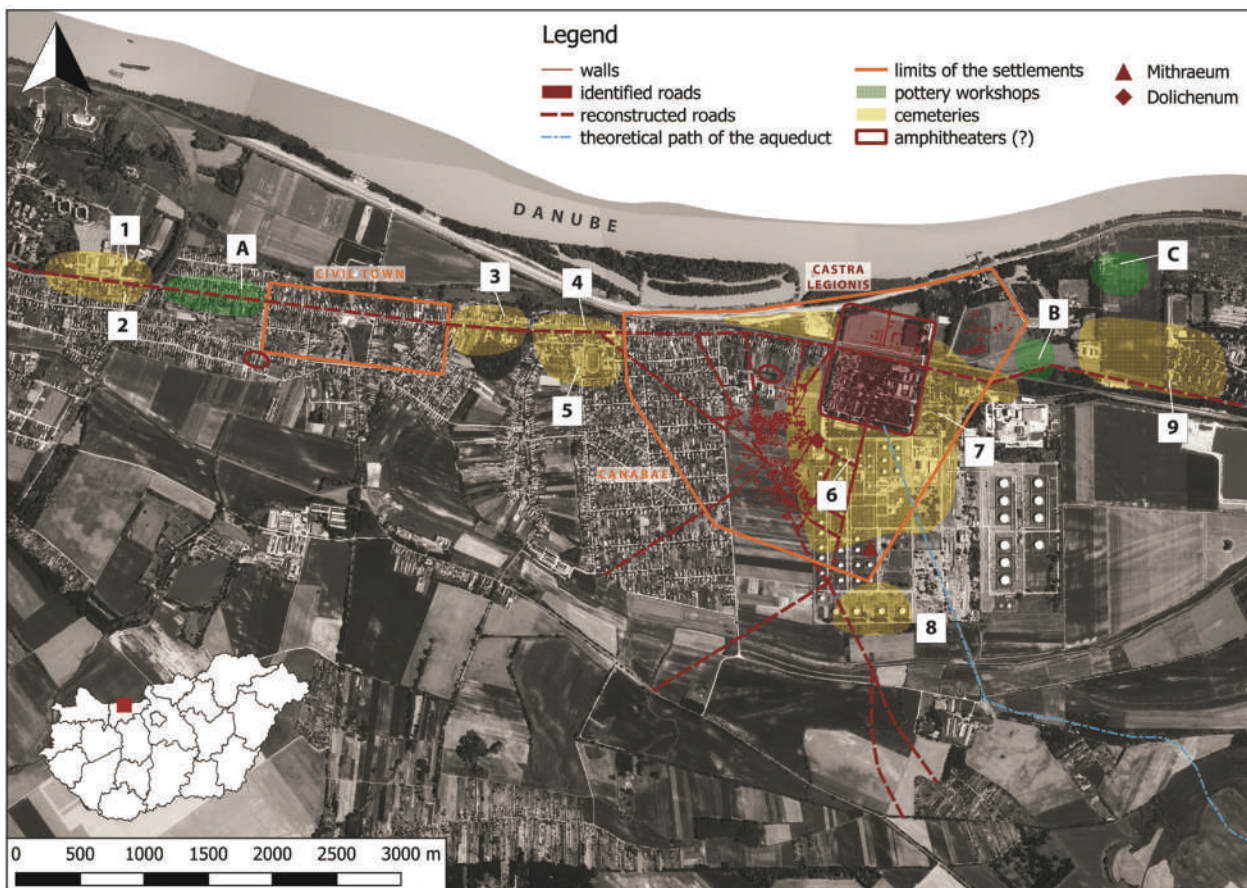 Legend
walls
identified roads
reconstructed roads
theoretical path of the aqueduct
limits of the settlements
pottery workshops
cemeteries
amphitheaters (?)
Mithraeum
Dolichenum
DANUBE
1
A
CIVIL TOWN
3
4
CASTRA
LEGIONIS
C
2
B
5
9
7
CANABAE
6
8
0 500 1000 1500 2000 3000 m